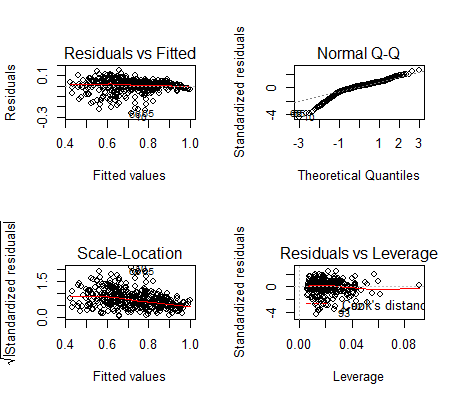 Residuals vs Fitted
Residuals
-0.3
0.1
0.4 0.6 0.8 1.0
Fitted values
Normal Q-Q
Standardized residuals
-4
0
-3 -1 1 2 3
Theoretical Quantiles
Scale-Location
√|Standardized residuals|
0.0
1.5
0.4 0.6 0.8 1.0
Fitted values
Residuals vs Leverage
Standardized residuals
-4
0
Cook's distanc
93
0.00 0.04 0.08
Leverage